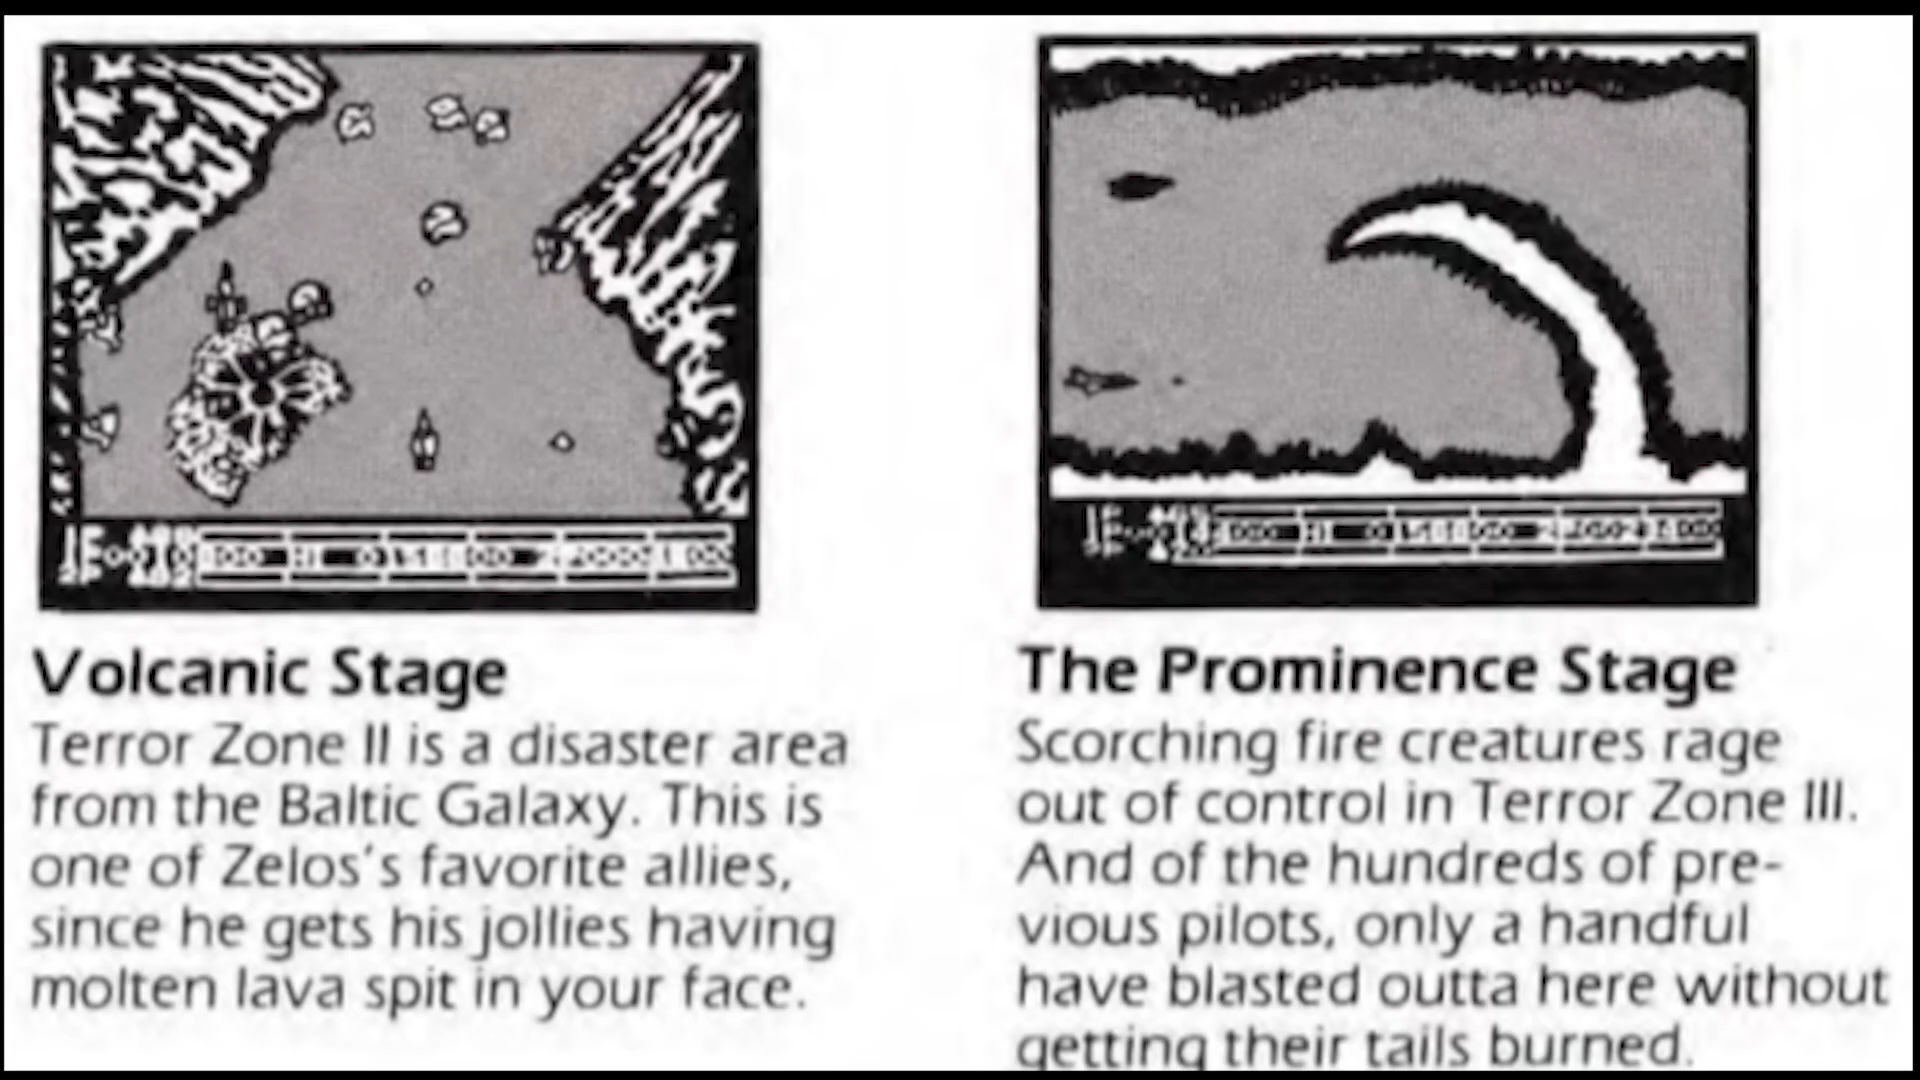 Volcanic Stage
Terror Zone II is a disaster area
from the Baltic Galaxy. This is
one of Zelos's favorite allies,
since he gets his jollies having
molten lava spit in your face.
The Prominence Stage
Scorching fire creatures rage
out of control in Terror Zone III.
And of the hundreds of pre-
vious pilots, only a handful
have blasted outta here without
getting their tails burned.